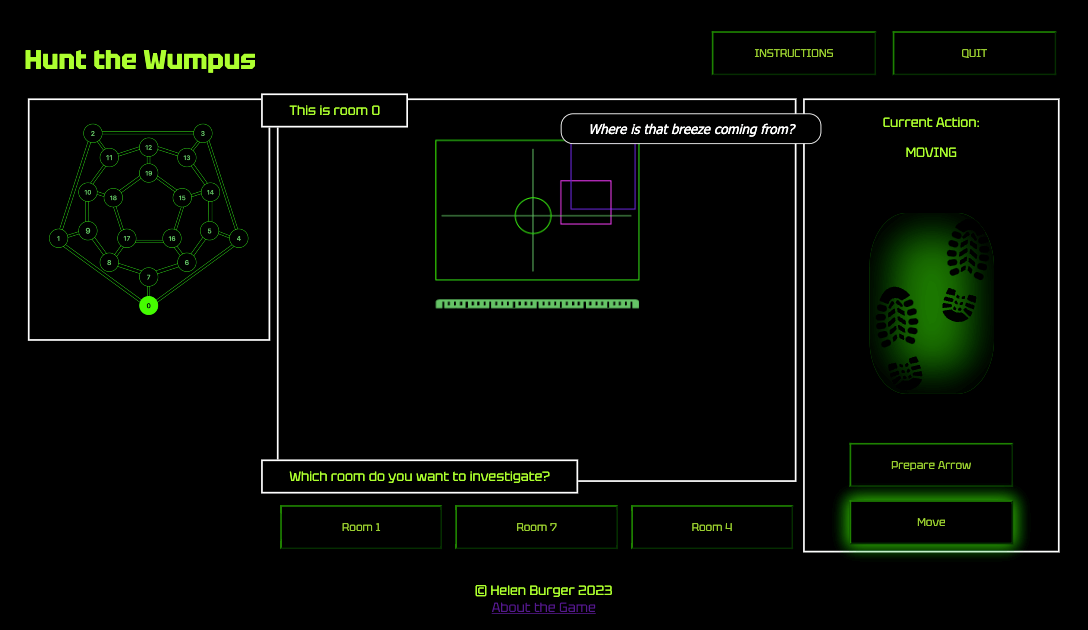 Hunt the Wumpus
INSTRUCTIONS
QUIT
This is room 0
Where is that breeze coming from?
Current Action:
MOVING
2
3
12
11
13
19
10
18
15
14
9
5
1
17
16
4
8
6
7
0
Prepare Arrow
Which room do you want to investigate?
Move
Room 1
Room 7
Room 4
© Helen Burger 2023
About the Game